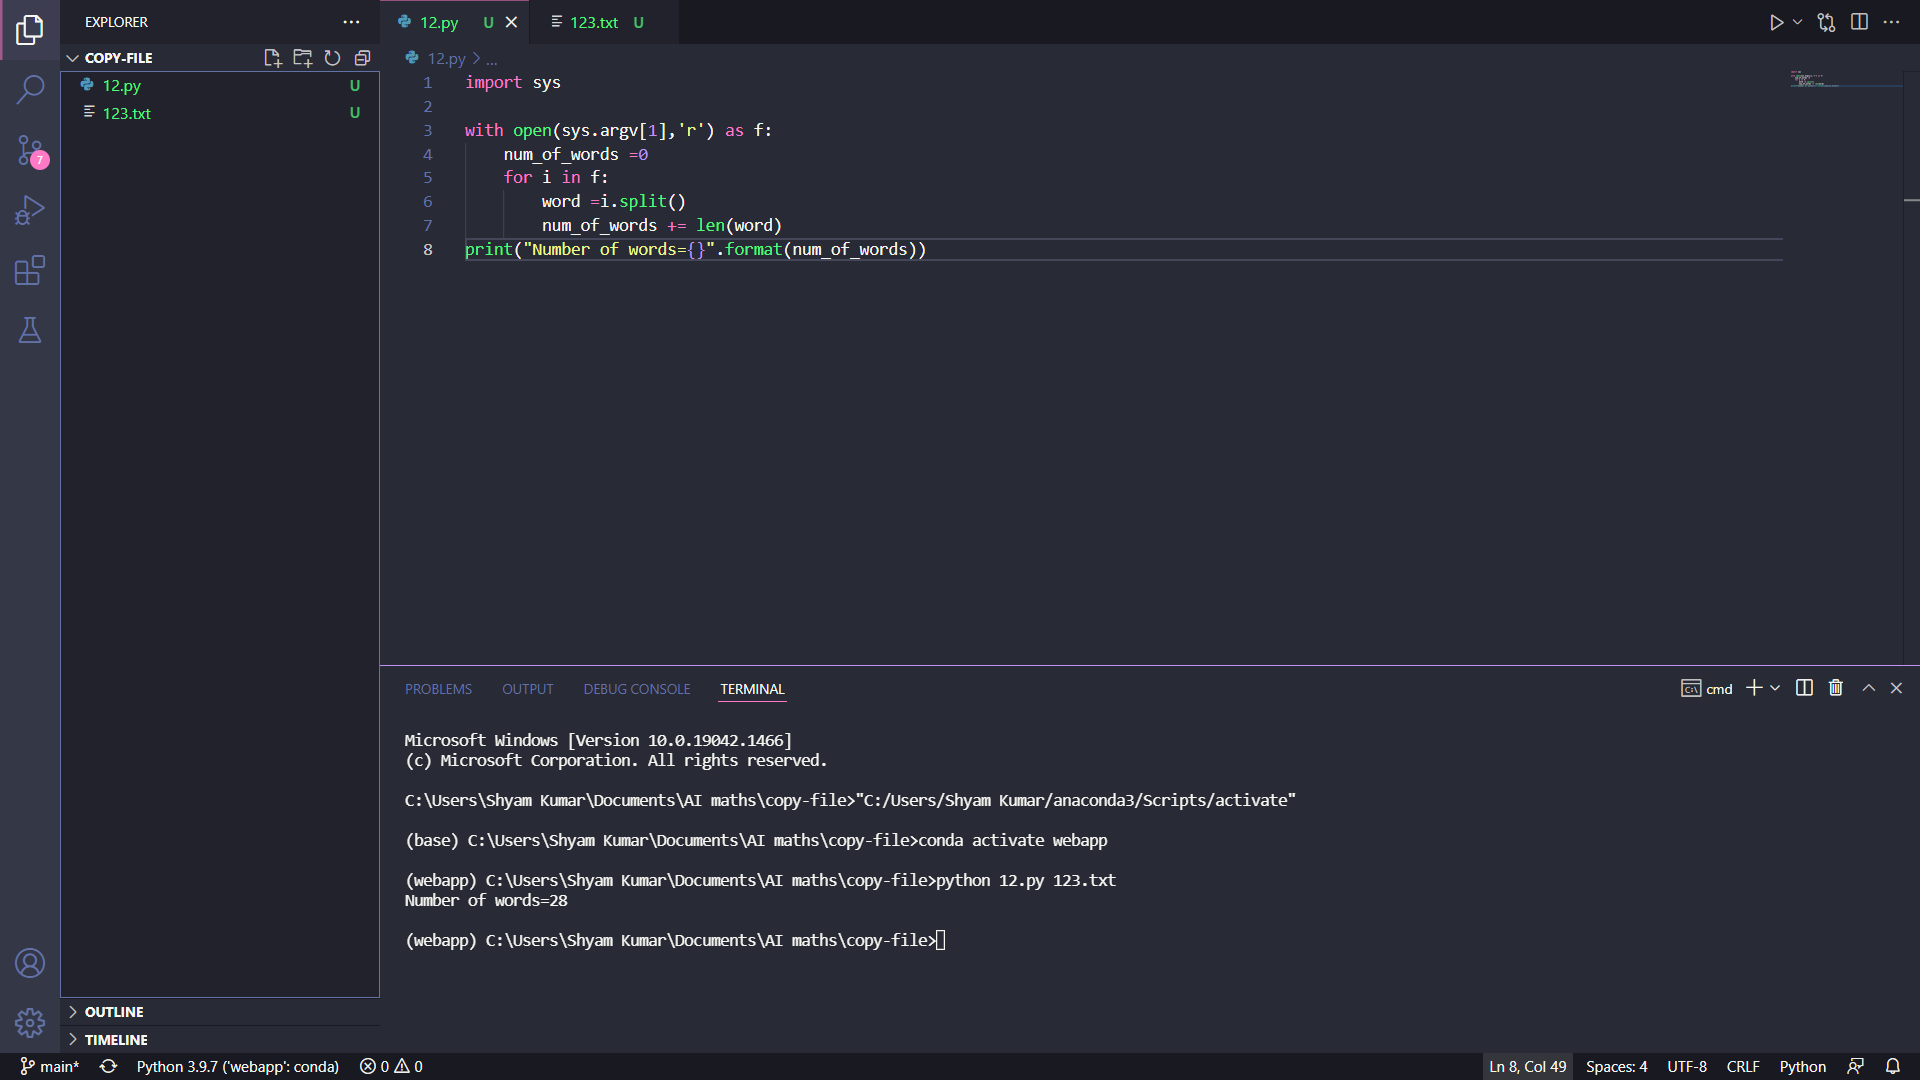 EXPLORER
COPY-FILE
12.py U
123.txt U
7
OUTLINE
TIMELINE
12.py U
123.txt U
12.py > ...
1 import sys
2
3 with open(sys.argv[1],'r') as f:
4 num_of_words =0
5 for i in f:
6 word =i.split()
7 num_of_words += len(word)
8 print("Number of words={}".format(num_of_words))
PROBLEMS OUTPUT DEBUG CONSOLE TERMINAL
cmd
Microsoft Windows [Version 10.0.19042.1466]
(c) Microsoft Corporation. All rights reserved.
C:\Users\Shyam Kumar\Documents\AI maths\copy-file>"C:/Users/Shyam Kumar/anaconda3/Scripts/activate"
(base) C:\Users\Shyam Kumar\Documents\AI maths\copy-file>conda activate webapp
(webapp) C:\Users\Shyam Kumar\Documents\AI maths\copy-file>python 12.py 123.txt
Number of words=28
(webapp) C:\Users\Shyam Kumar\Documents\AI maths\copy-file>
main* Python 3.9.7 ('webapp': conda) 0 0 Ln 8, Col 49 Spaces: 4 UTF-8 CRLF Python